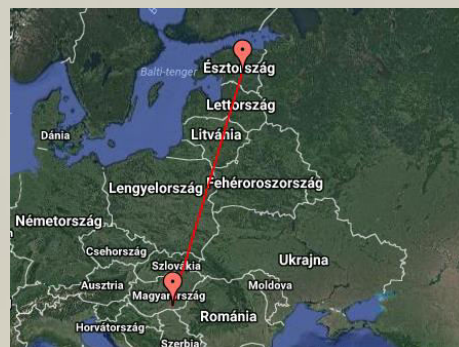 Balti-tenger
Észtország
Lettország
Dánia
Litvánia
Lengyelország
Fehéroroszország
Németország
Csehország
Szlovákia
Ukrajna
Ausztria
Magyarország
Moldova
Románia
Horvátország
Szerbia